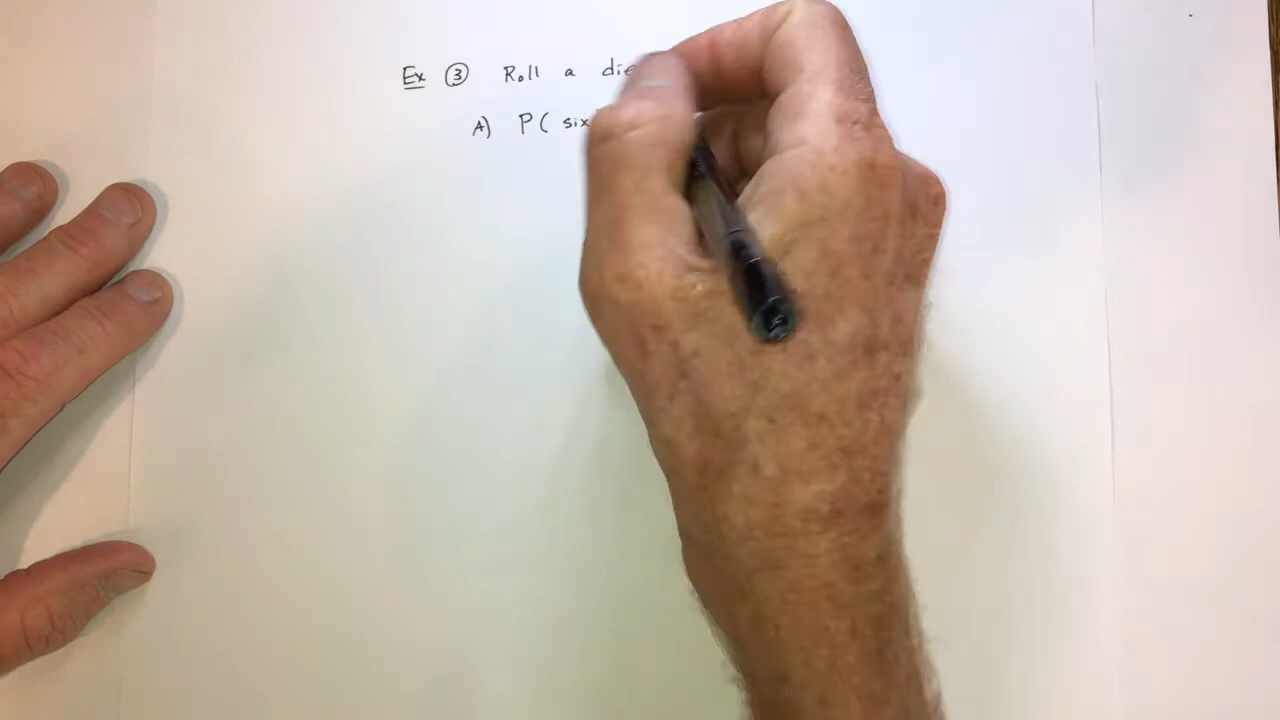 Ex ③ Roll a die
A) P( six